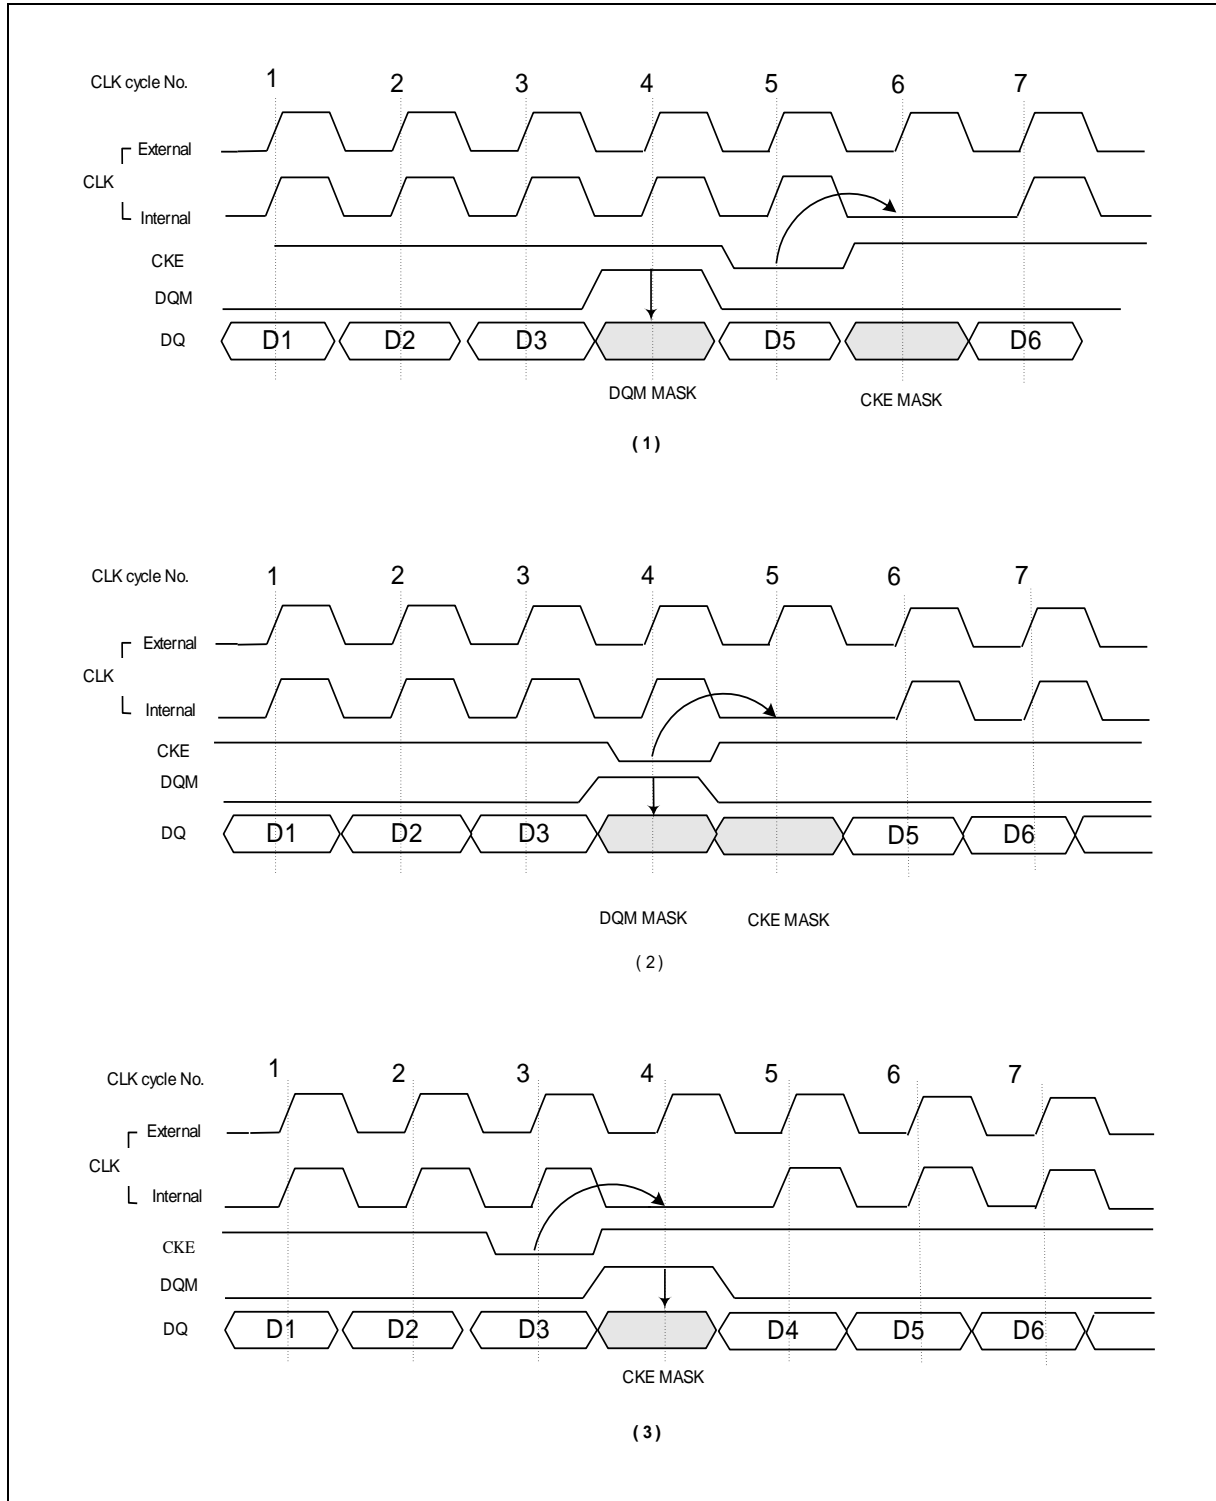 CLK cycle No. 1 2 3 4 5 6 7
External
CLK
Internal
CKE
DQM
DQ D1 D2 D3 D5 D6
DQM MASK CKE MASK
( 1 )
CLK cycle No. 1 2 3 4 5 6 7
External
CLK
Internal
CKE
DQM
DQ D1 D2 D3 D5 D6
DQM MASK CKE MASK
( 2 )
CLK cycle No. 1 2 3 4 5 6 7
External
CLK
Internal
CKE
DQM
DQ D1 D2 D3 D4 D5 D6
CKE MASK
( 3 )